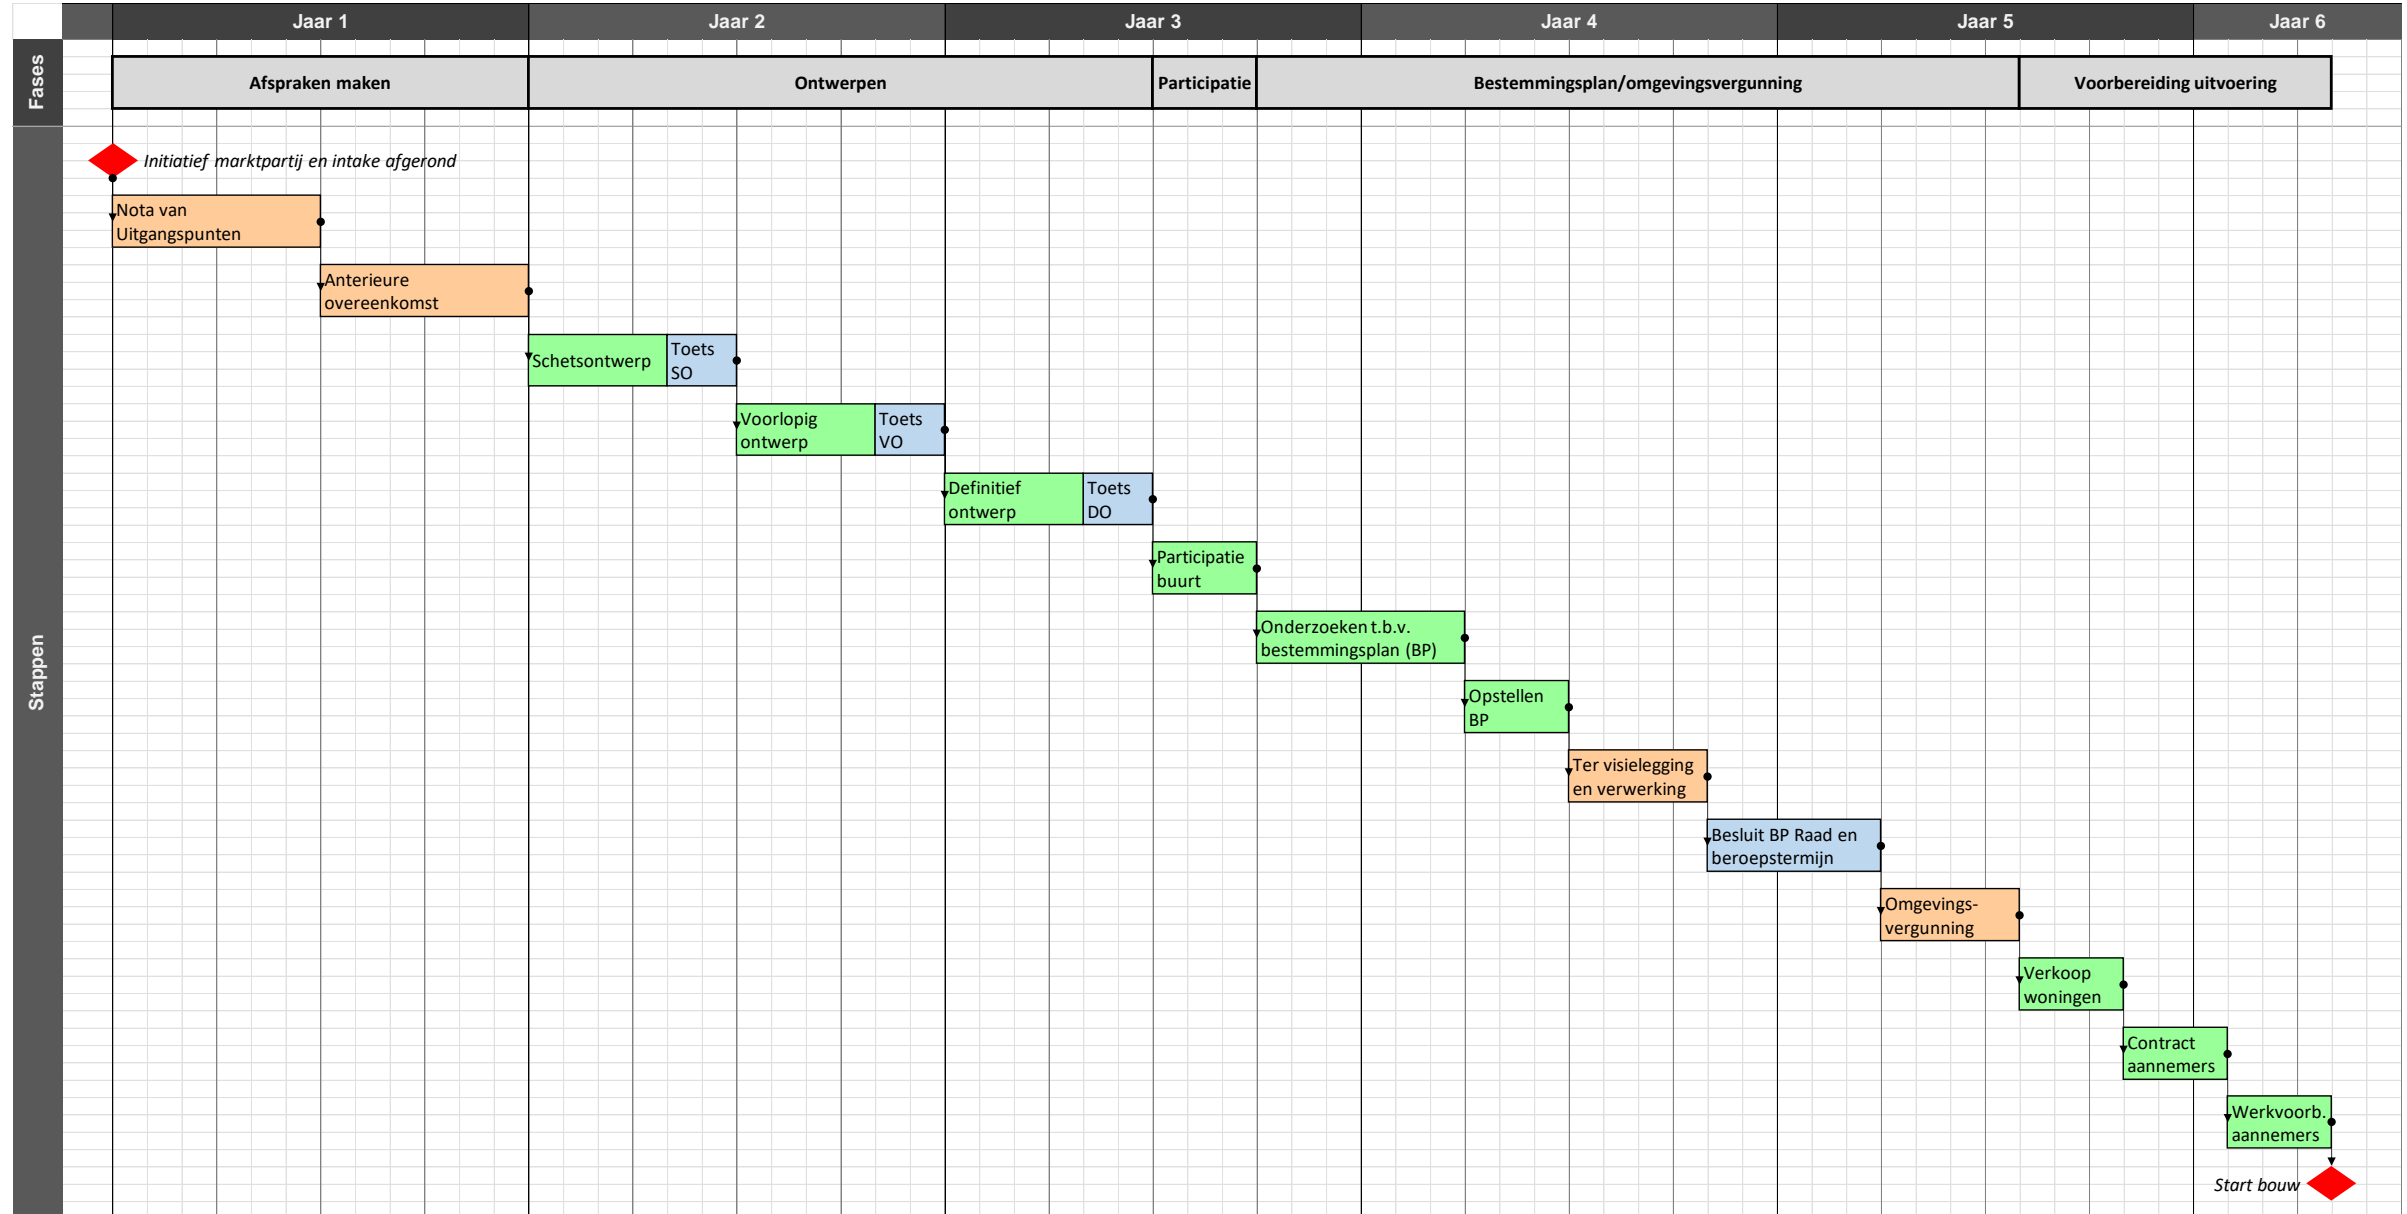 Jaar 1
Jaar 2
Jaar 3
Jaar 4
Jaar 5
Jaar 6
Fases
Afspraken maken
Ontwerpen
Participatie
Bestemmingsplan/omgevingsvergunning
Voorbereiding uitvoering
Stappen
Initiatief marktpartij en intake afgerond
Nota van
Uitgangspunten
Anterieure
overeenkomst
Schetsontwerp
Toets
SO
Voorlopig
ontwerp
Toets
VO
Definitief
ontwerp
Toets
DO
Participatie
buurt
Onderzoeken t.b.v.
bestemmingsplan (BP)
Opstellen
BP
Ter visielegging
en verwerking
Besluit BP Raad en
beroepstermijn
Omgevings-
vergunning
Verkoop
woningen
Contract
aannemers
Werkvoorb.
aannemers
Start bouw